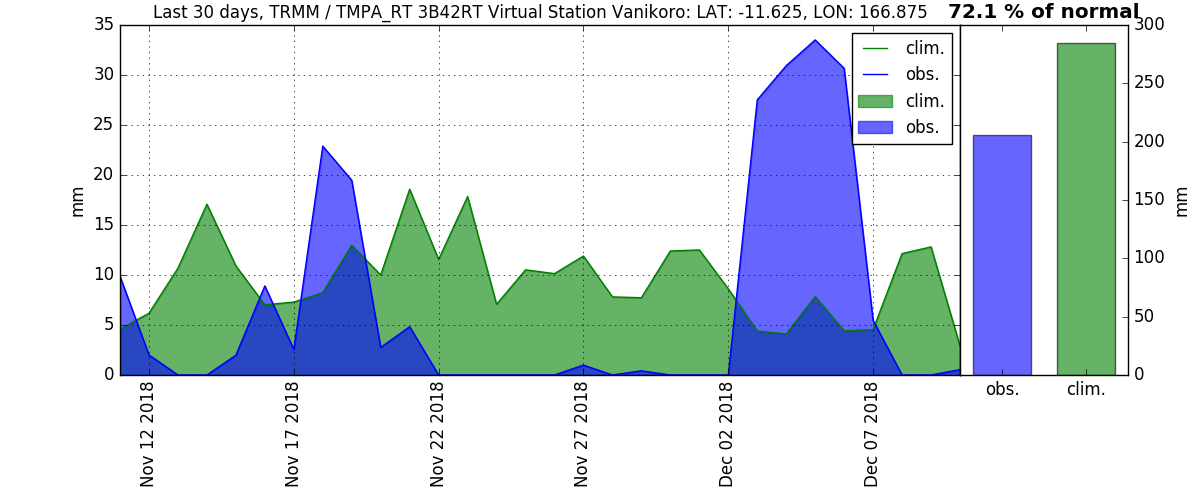 Last 30 days, TRMM / TMPA_RT 3B42RT Virtual Station Vanikoro: LAT: -11.625, LON: 166.875
72.1 % of normal
35
30
25
20
15
10
5
0
mm
clim.
obs.
clim.
obs.
300
250
200
150
100
50
0
mm
Nov 12 2018
Nov 17 2018
Nov 22 2018
Nov 27 2018
Dec 02 2018
Dec 07 2018
obs.
clim.